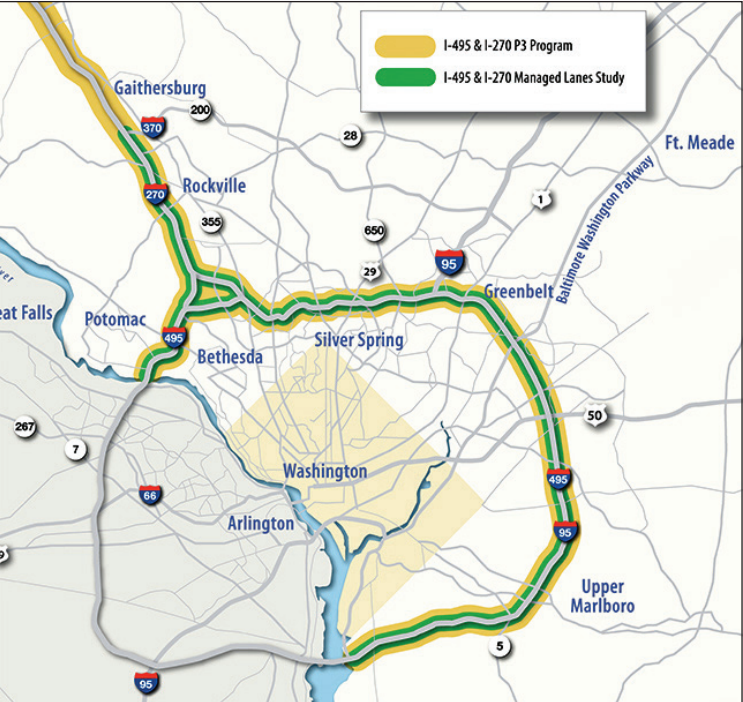 I-495 & I-270 P3 Program
I-495 & I-270 Managed Lanes Study
Gaithersburg
370
200
28
Ft. Meade
270
Rockville
355
1
650
Baltimore Washington Parkway
29
95
Greenbelt
eat Falls
Potomac
495
Bethesda
Silver Spring
50
267
7
Washington
495
66
Arlington
95
Upper
Marlboro
5
95